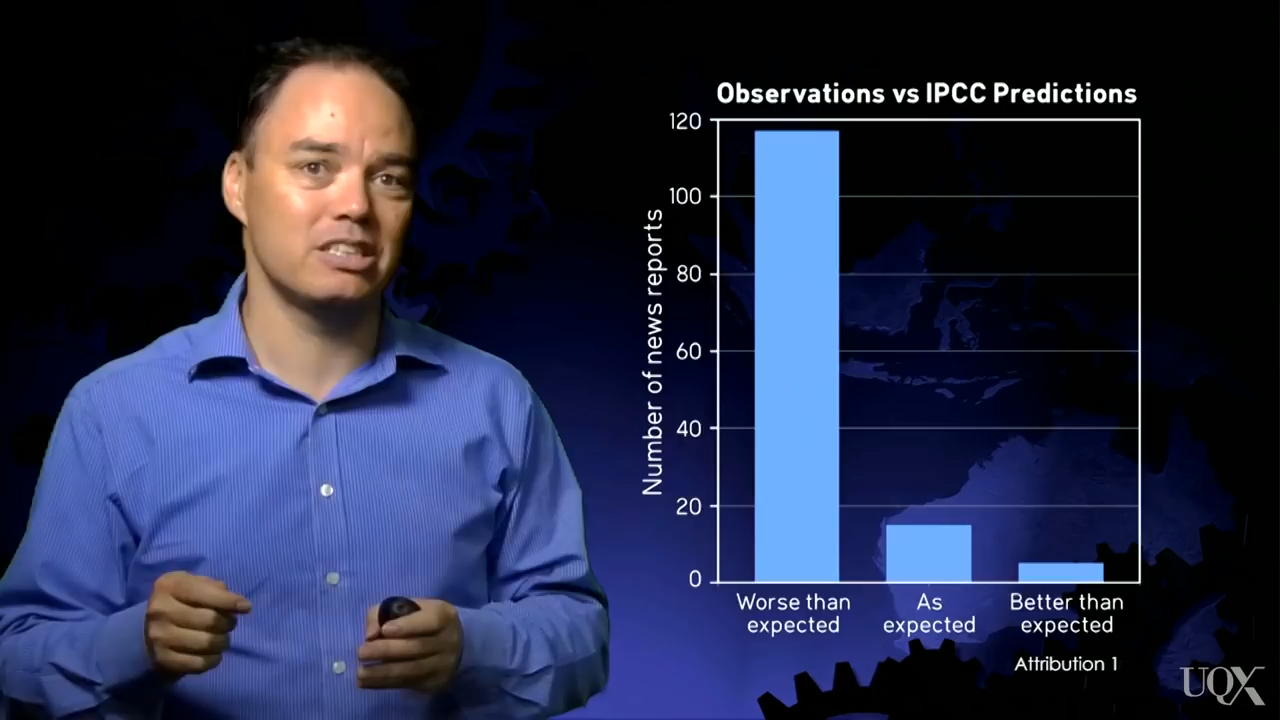 Observations vs IPCC Predictions
Number of news reports
120
100
80
60
40
20
0
Worse than
expected
As
expected
Better than
expected
Attribution 1
UQX